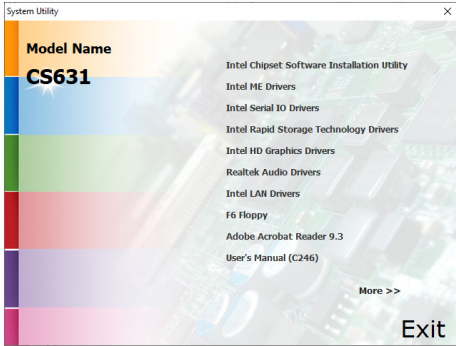 System Utility
Model Name
CS631
Intel Chipset Software Installation Utility
Intel ME Drivers
Intel Serial IO Drivers
Intel Rapid Storage Technology Drivers
Intel HD Graphics Drivers
Realtek Audio Drivers
Intel LAN Drivers
F6 Floppy
Adobe Acrobat Reader 9.3
User's Manual (C246)
More >>
Exit